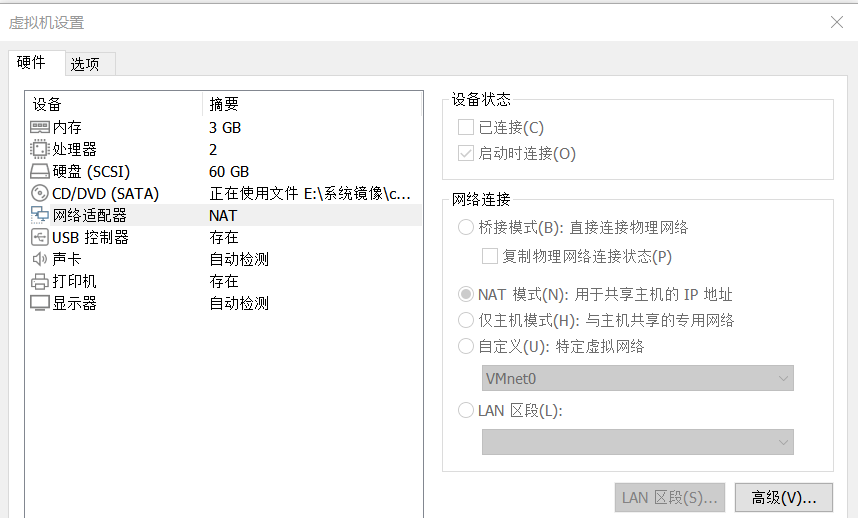 虚拟机设置
硬件 选项
设备 摘要
内存 3 GB
处理器 2
硬盘 (SCSI) 60 GB
CD/DVD (SATA) 正在使用文件 E:\系统镜像\c...
网络适配器 NAT
USB 控制器 存在
声卡 自动检测
打印机 存在
显示器 自动检测
设备状态
已连接(C)
启动时连接(O)
网络连接
桥接模式(B): 直接连接物理网络
复制物理网络连接状态(P)
NAT 模式(N): 用于共享主机的 IP 地址
仅主机模式(H): 与主机共享的专用网络
自定义(U): 特定虚拟网络
VMnet0
LAN 区段(L):
LAN 区段(S)... 高级(V)...